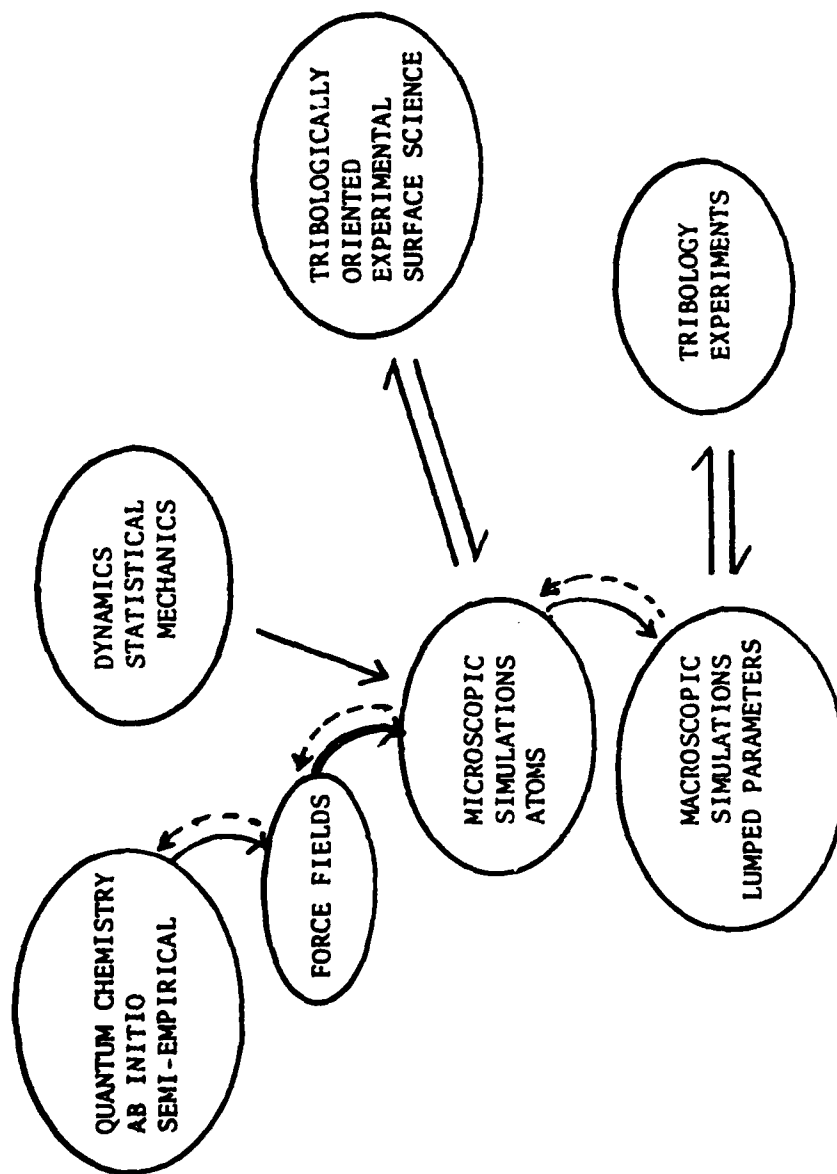 QUANTUM CHEMISTRY
AB INITIO
SEMI-EMPIRICAL
DYNAMICS
STATISTICAL
MECHANICS
FORCE FIELDS
TRIBOLOGICALLY
ORIENTED
EXPERIMENTAL
SURFACE SCIENCE
MICROSCOPIC
SIMULATIONS
ATOMS
MACROSCOPIC
SIMULATIONS
LUMPED PARAMETERS
TRIBOLOGY
EXPERIMENTS